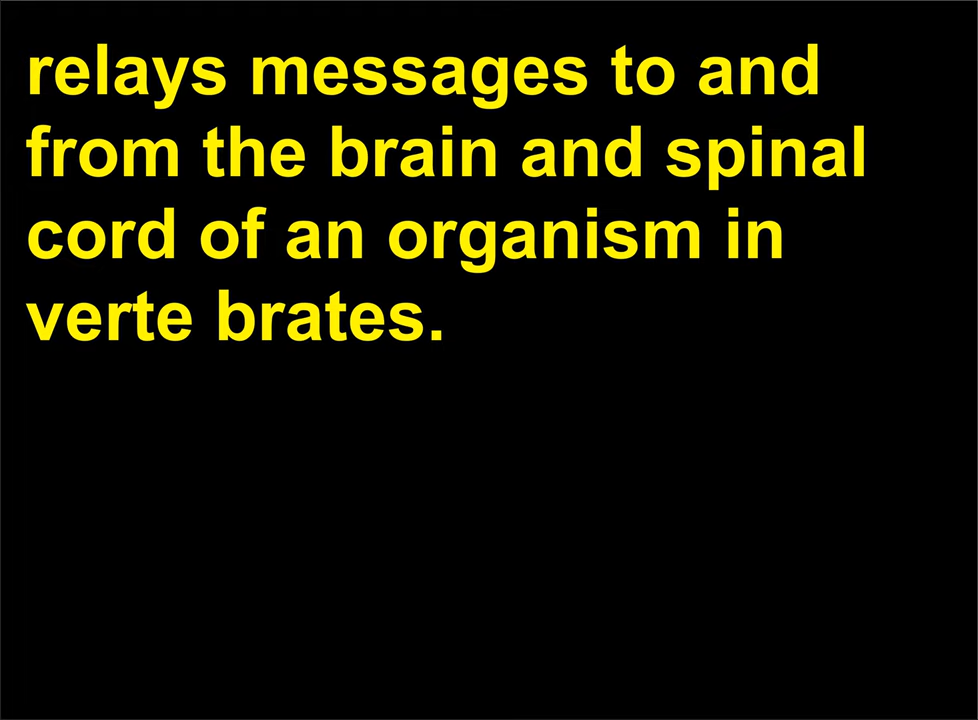 relays messages to and
from the brain and spinal
cord of an organism in
verte brates.